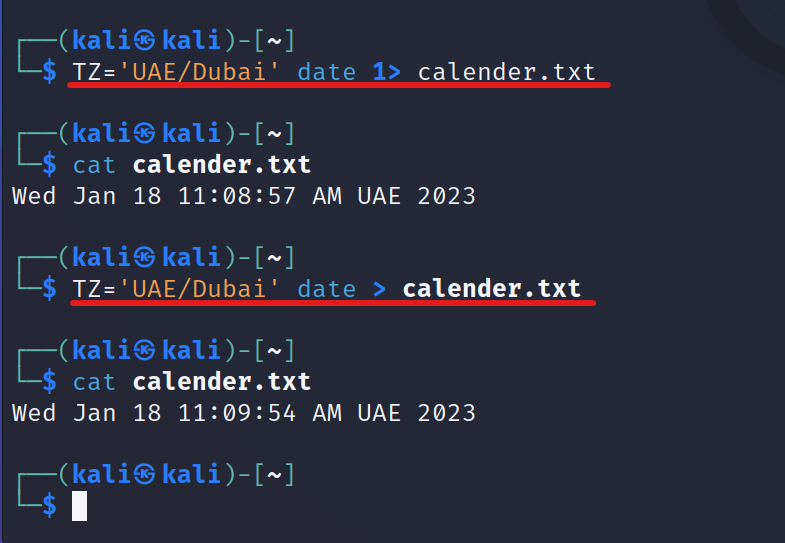 ┌──(kali㉿kali)-[~]
└─$ TZ='UAE/Dubai' date 1> calender.txt
┌──(kali㉿kali)-[~]
└─$ cat calender.txt
Wed Jan 18 11:08:57 AM UAE 2023
┌──(kali㉿kali)-[~]
└─$ TZ='UAE/Dubai' date > calender.txt
┌──(kali㉿kali)-[~]
└─$ cat calender.txt
Wed Jan 18 11:09:54 AM UAE 2023
┌──(kali㉿kali)-[~]
└─$